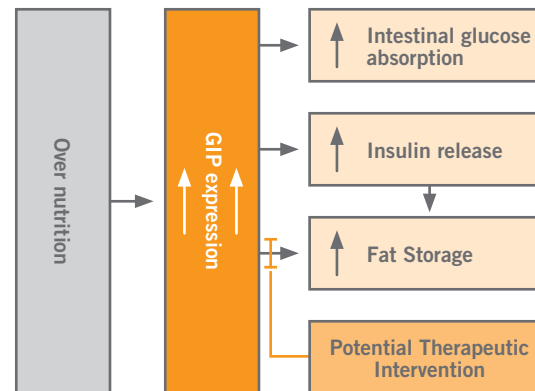 Over nutrition
GIP expression
Intestinal glucose
absorption
Insulin release
Fat Storage
Potential Therapeutic
Intervention